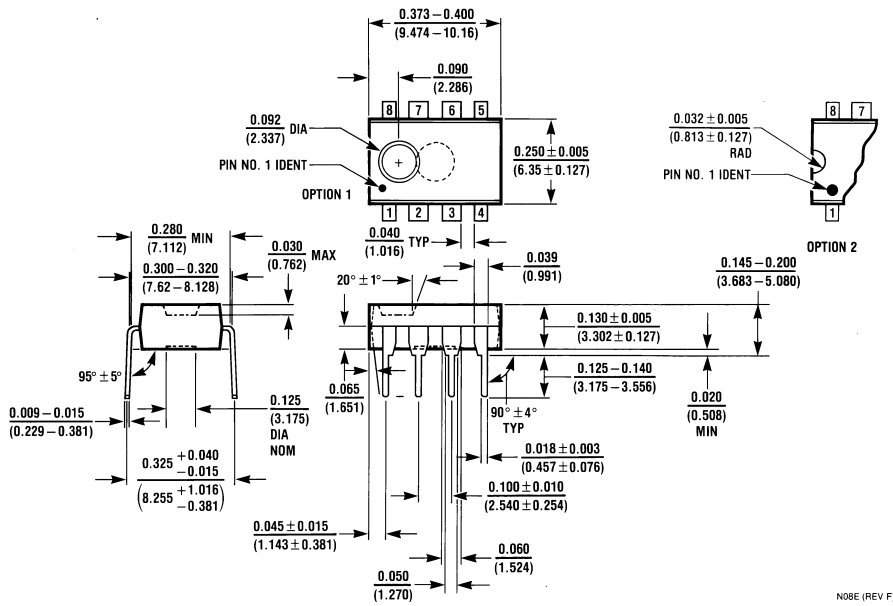 0.373 – 0.400
(9.474 – 10.16)
0.090
(2.286)
8 7 6 5
0.092
(2.337)
DIA
PIN NO. 1 IDENT
OPTION 1
1 2 3 4
0.250 ± 0.005
(6.35 ± 0.127)
0.032 ± 0.005
(0.813 ± 0.127)
RAD
PIN NO. 1 IDENT
8 7
1
OPTION 2
0.280
(7.112)
MIN
0.300 – 0.320
(7.62 – 8.128)
0.030
(0.762)
MAX
0.040
(1.016)
TYP
0.039
(0.991)
20° ± 1°
0.145 – 0.200
(3.683 – 5.080)
0.130 ± 0.005
(3.302 ± 0.127)
0.125 – 0.140
(3.175 – 3.556)
0.020
(0.508)
MIN
95° ± 5°
0.009 – 0.015
(0.229 – 0.381)
0.125
(3.175)
DIA
NOM
0.065
(1.651)
90° ± 4°
TYP
0.018 ± 0.003
(0.457 ± 0.076)
0.325 +0.040
−0.015
(8.255 +1.016
−0.381)
0.100 ± 0.010
(2.540 ± 0.254)
0.045 ± 0.015
(1.143 ± 0.381)
0.060
(1.524)
0.050
(1.270)
N08E (REV F)